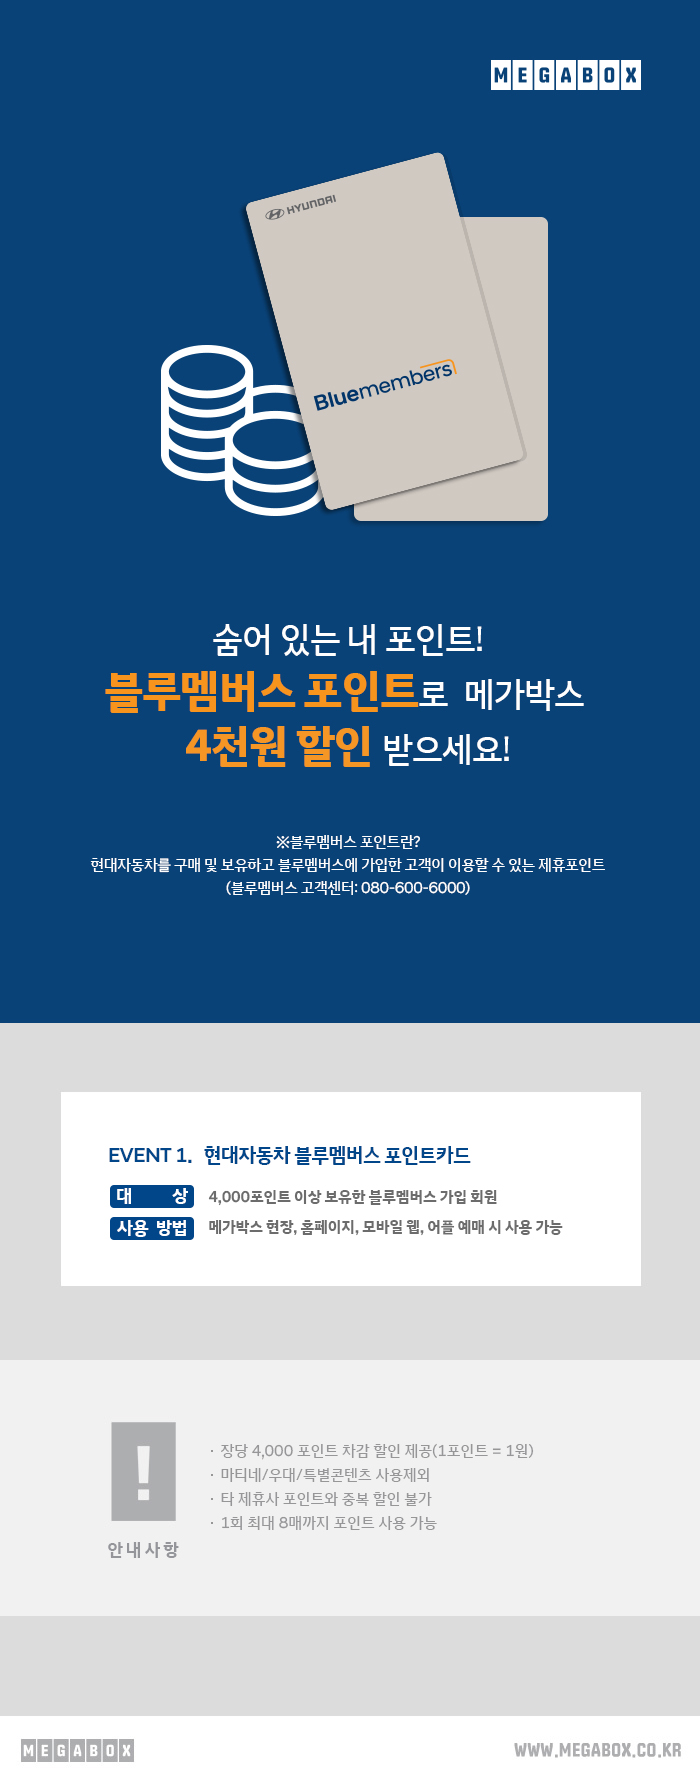 MEGABOX
HYUNDAI
Bluemembers
숨어 있는 내 포인트!
블루멤버스 포인트로 메가박스
4천원 할인 받으세요!
※블루멤버스 포인트란?
현대자동차를 구매 및 보유하고 블루멤버스에 가입한 고객이 이용할 수 있는 제휴포인트
(블루멤버스 고객센터: 080-600-6000)
EVENT 1. 현대자동차 블루멤버스 포인트카드
대 상 4,000포인트 이상 보유한 블루멤버스 가입 회원
사용 방법 메가박스 현장, 홈페이지, 모바일 웹, 어플 예매 시 사용 가능
!
안내사항
· 장당 4,000 포인트 차감 할인 제공(1포인트 = 1원)
· 마티네/우대/특별콘텐츠 사용제외
· 타 제휴사 포인트와 중복 할인 불가
· 1회 최대 8매까지 포인트 사용 가능
MEGABOX
WWW.MEGABOX.CO.KR